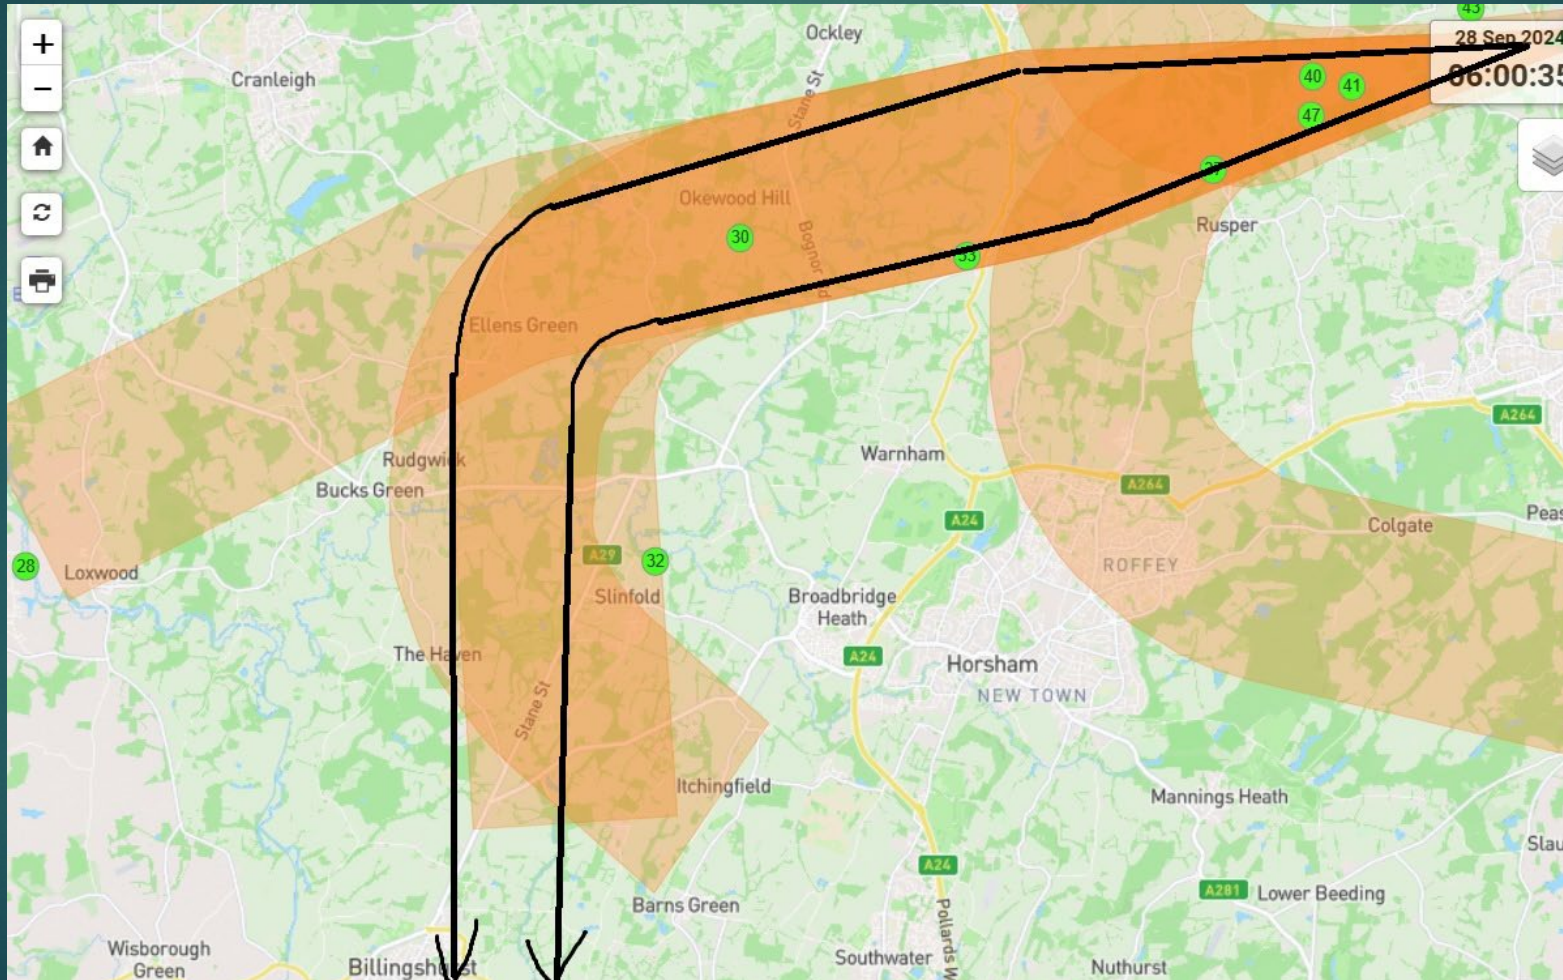 43
+
28 Sep 2024
Ockley
−
Cranleigh
06:00:35
40
41
Stane St
47
37
Okewood Hill
Rusper
30
Bognor
33
Ellens Green
A264
Rudgwick
Warnham
Bucks Green
A264
Colgate
A24
A29
32
28
Loxwood
ROFFEY
Slinfold
Broadbridge
Heath
The Haven
A24
Horsham
NEW TOWN
Stane St
Itchingfield
Mannings Heath
A24
A281
Lower Beeding
Barns Green
Wisborough
Green
Billingshurst
Southwater
Nuthurst